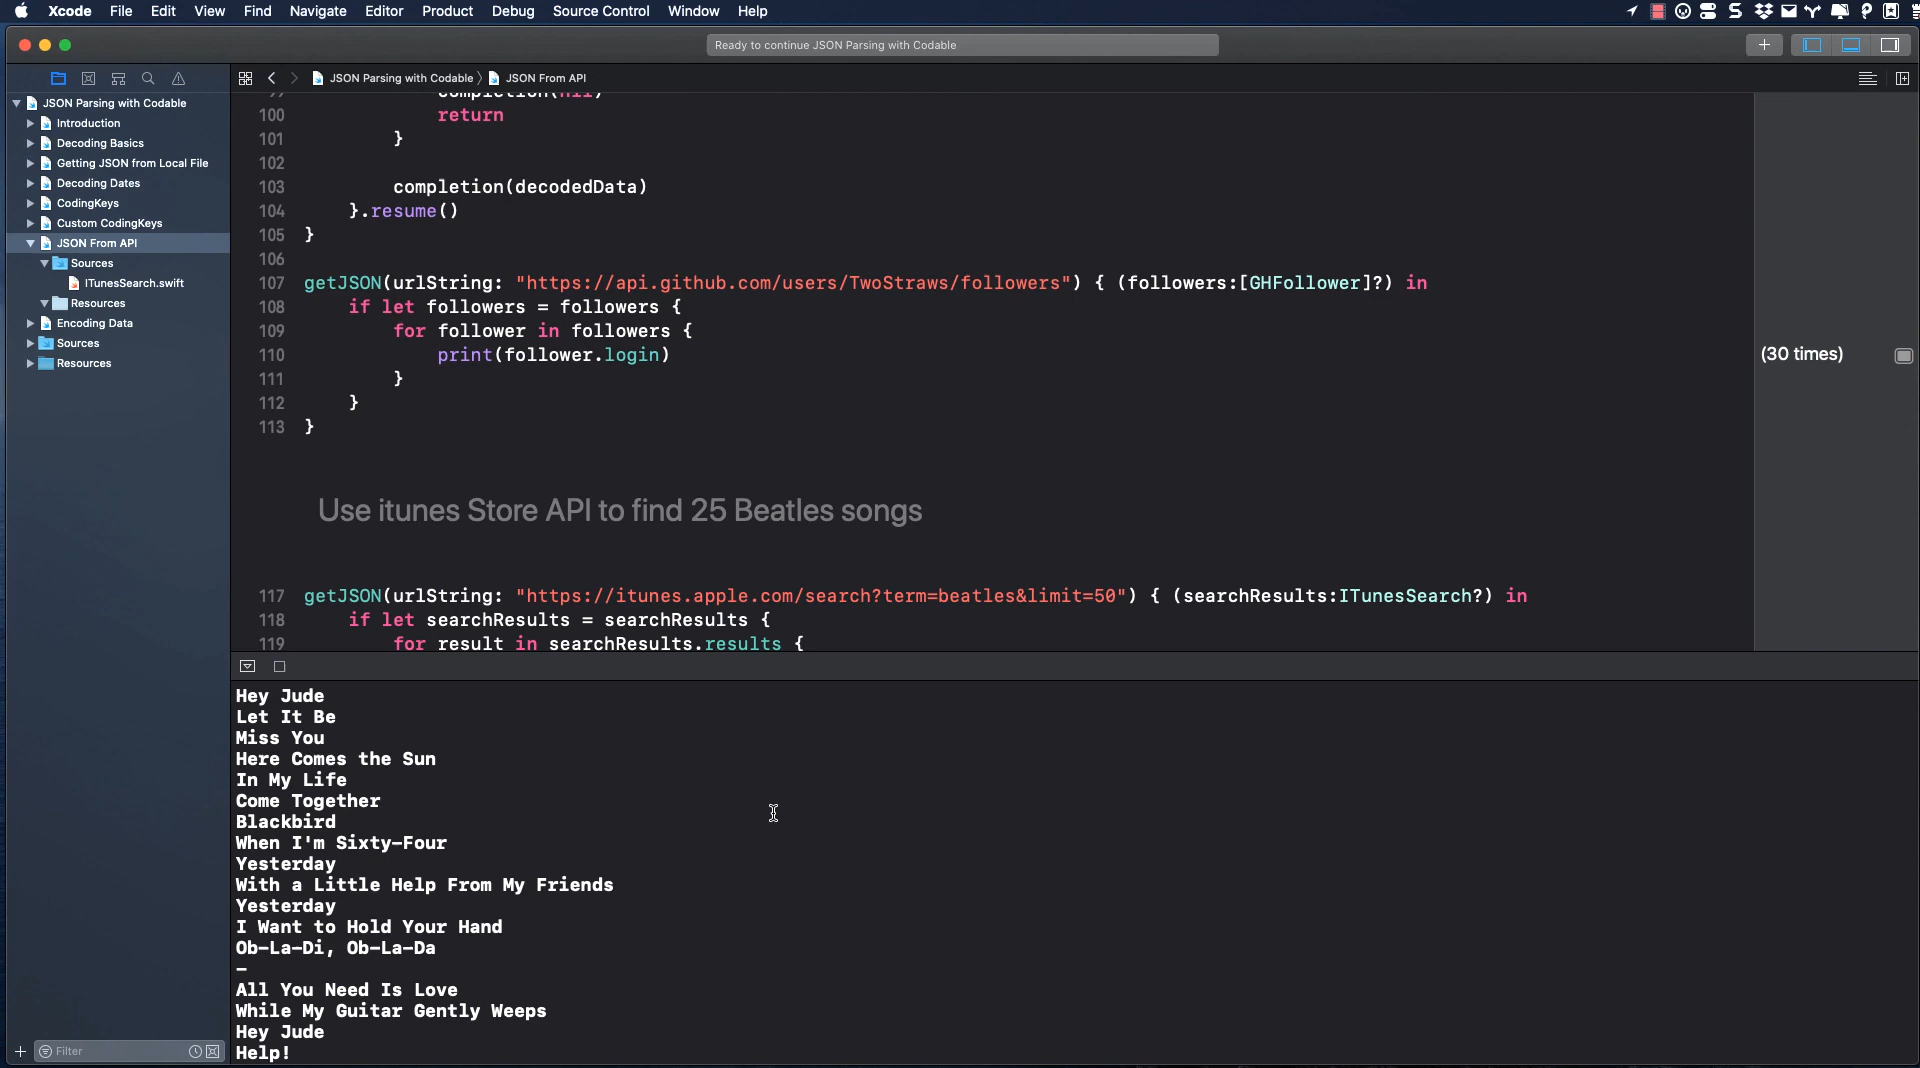 Xcode File Edit View Find Navigate Editor Product Debug Source Control Window Help
Ready to continue JSON Parsing with Codable
JSON Parsing with Codable JSON From API
JSON Parsing with Codable
Introduction
Decoding Basics
Getting JSON from Local File
Decoding Dates
CodingKeys
Custom CodingKeys
JSON From API
Sources
ITunesSearch.swift
Resources
Encoding Data
Sources
Resources
Filter
99 completion(nil)
100 return
101 }
102
103 completion(decodedData)
104 }.resume()
105 }
106
107 getJSON(urlString: "https://api.github.com/users/TwoStraws/followers") { (followers:[GHFollower]?) in
108 if let followers = followers {
109 for follower in followers {
110 print(follower.login)
(30 times)
111 }
112 }
113 }
Use itunes Store API to find 25 Beatles songs
117 getJSON(urlString: "https://itunes.apple.com/search?term=beatles&limit=50") { (searchResults:ITunesSearch?) in
118 if let searchResults = searchResults {
119 for result in searchResults.results {
Hey Jude
Let It Be
Miss You
Here Comes the Sun
In My Life
Come Together
Blackbird
When I'm Sixty-Four
Yesterday
With a Little Help From My Friends
Yesterday
I Want to Hold Your Hand
Ob-La-Di, Ob-La-Da
-
All You Need Is Love
While My Guitar Gently Weeps
Hey Jude
Help!